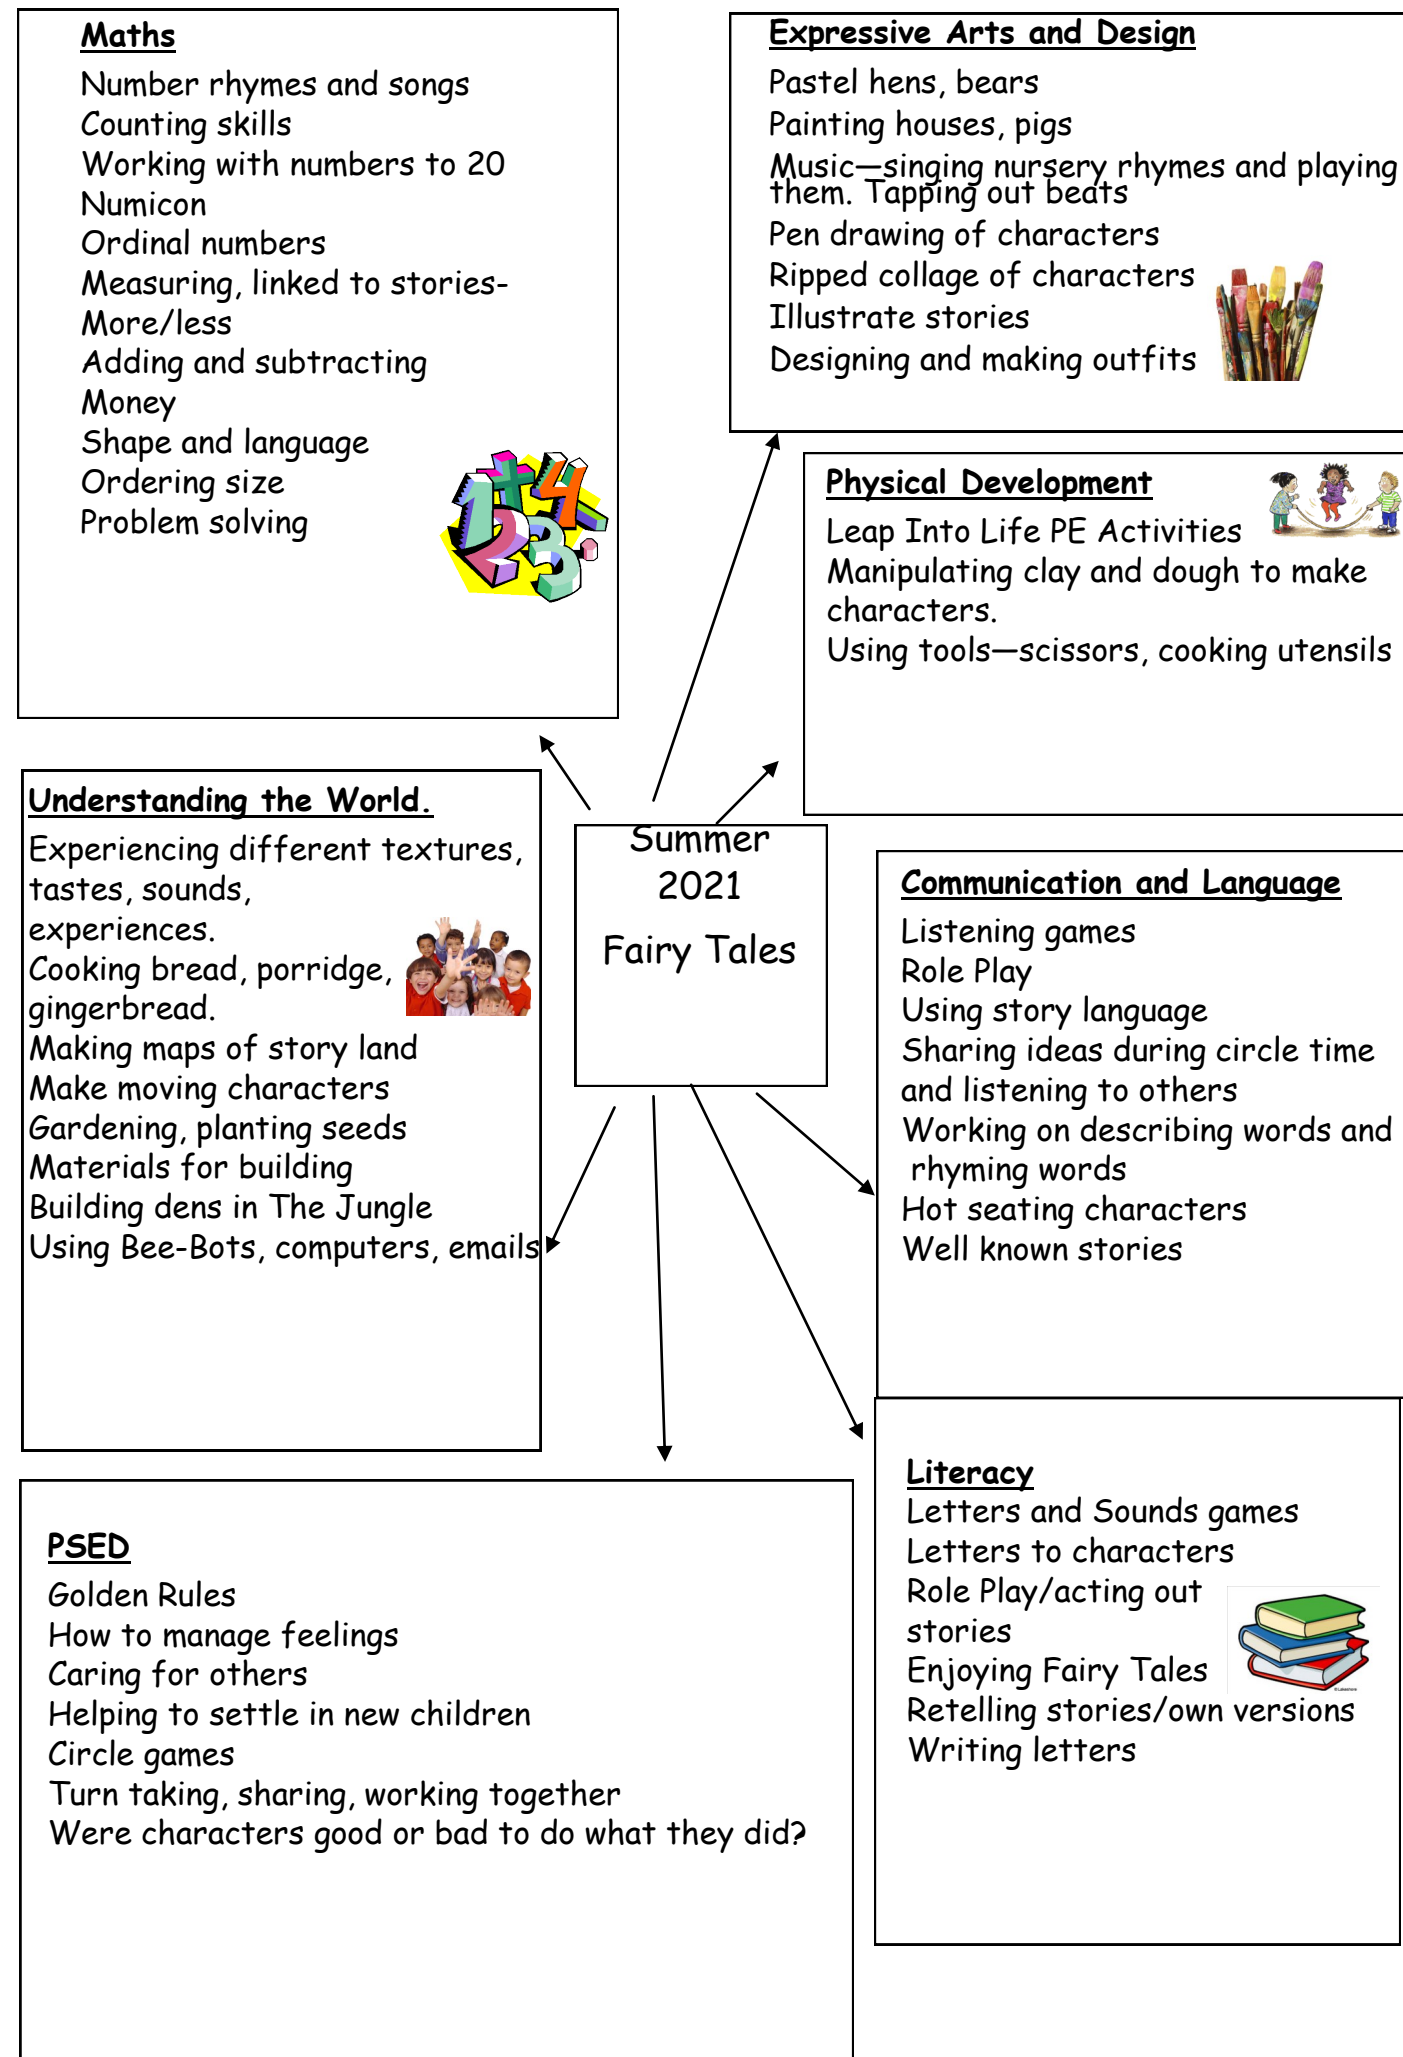 Maths
Number rhymes and songs
Counting skills
Working with numbers to 20
Numicon
Ordinal numbers
Measuring, linked to stories-
More/less
Adding and subtracting
Money
Shape and language
Ordering size
Problem solving
Expressive Arts and Design
Pastel hens, bears
Painting houses, pigs
Music—singing nursery rhymes and playing
them. Tapping out beats
Pen drawing of characters
Ripped collage of characters
Illustrate stories
Designing and making outfits
Physical Development
Leap Into Life PE Activities
Manipulating clay and dough to make
characters.
Using tools—scissors, cooking utensils
Understanding the World.
Experiencing different textures,
tastes, sounds,
experiences.
Cooking bread, porridge,
gingerbread.
Making maps of story land
Make moving characters
Gardening, planting seeds
Materials for building
Building dens in The Jungle
Using Bee-Bots, computers, emails
Summer
2021
Fairy Tales
Communication and Language
Listening games
Role Play
Using story language
Sharing ideas during circle time
and listening to others
Working on describing words and
rhyming words
Hot seating characters
Well known stories
PSED
Golden Rules
How to manage feelings
Caring for others
Helping to settle in new children
Circle games
Turn taking, sharing, working together
Were characters good or bad to do what they did?
Literacy
Letters and Sounds games
Letters to characters
Role Play/acting out
stories
Enjoying Fairy Tales
Retelling stories/own versions
Writing letters